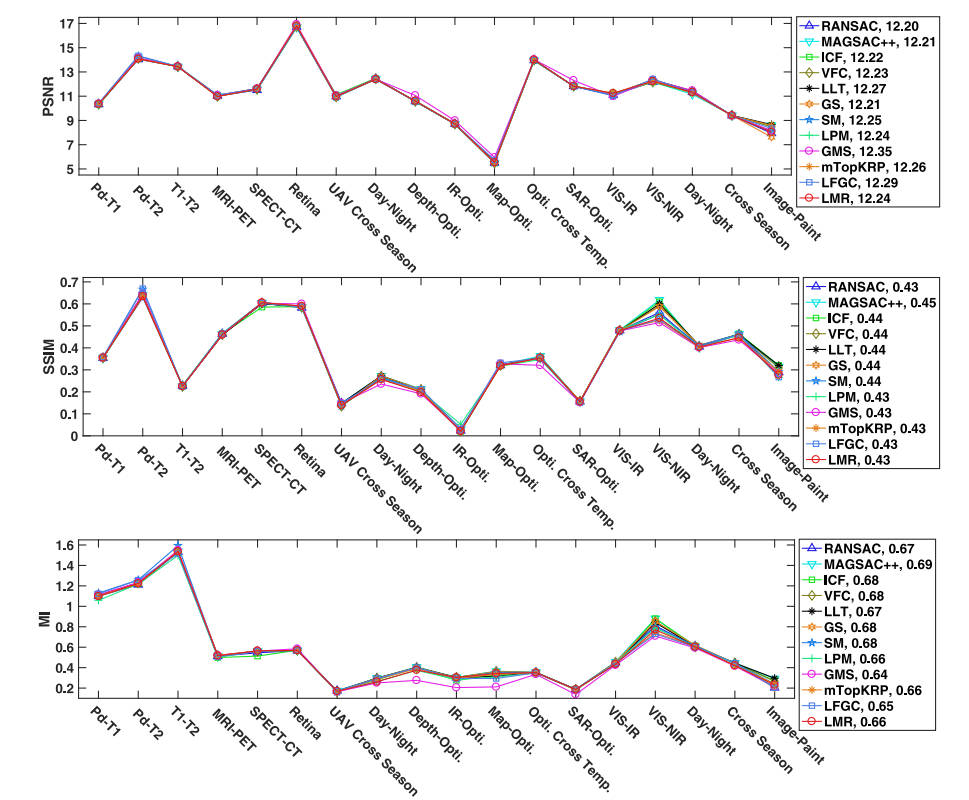 17
15
13
11
9
7
5
PSNR
Pd-T1
Pd-T2
T1-T2
MRI-PET
SPECT-CT
Retina
UAV Cross Season
Day-Night
Depth-Opti.
IR-Opti.
Map-Opti.
Opti. Cross Temp.
SAR-Opti.
VIS-IR
VIS-NIR
Day-Night
Cross Season
Image-Paint
RANSAC, 12.20
MAGSAC++, 12.21
ICF, 12.22
VFC, 12.23
LLT, 12.27
GS, 12.21
SM, 12.25
LPM, 12.24
GMS, 12.35
mTopKRP, 12.26
LFGC, 12.29
LMR, 12.24
0.7
0.6
0.5
0.4
0.3
0.2
0.1
0
SSIM
Pd-T1
Pd-T2
T1-T2
MRI-PET
SPECT-CT
Retina
UAV Cross Season
Day-Night
Depth-Opti.
IR-Opti.
Map-Opti.
Opti. Cross Temp.
SAR-Opti.
VIS-IR
VIS-NIR
Day-Night
Cross Season
Image-Paint
RANSAC, 0.43
MAGSAC++, 0.45
ICF, 0.44
VFC, 0.44
LLT, 0.44
GS, 0.44
SM, 0.44
LPM, 0.43
GMS, 0.43
mTopKRP, 0.43
LFGC, 0.43
LMR, 0.43
1.6
1.4
1.2
1
0.8
0.6
0.4
0.2
MI
Pd-T1
Pd-T2
T1-T2
MRI-PET
SPECT-CT
Retina
UAV Cross Season
Day-Night
Depth-Opti.
IR-Opti.
Map-Opti.
Opti. Cross Temp.
SAR-Opti.
VIS-IR
VIS-NIR
Day-Night
Cross Season
Image-Paint
RANSAC, 0.67
MAGSAC++, 0.69
ICF, 0.68
VFC, 0.68
LLT, 0.67
GS, 0.68
SM, 0.68
LPM, 0.66
GMS, 0.64
mTopKRP, 0.66
LFGC, 0.65
LMR, 0.66